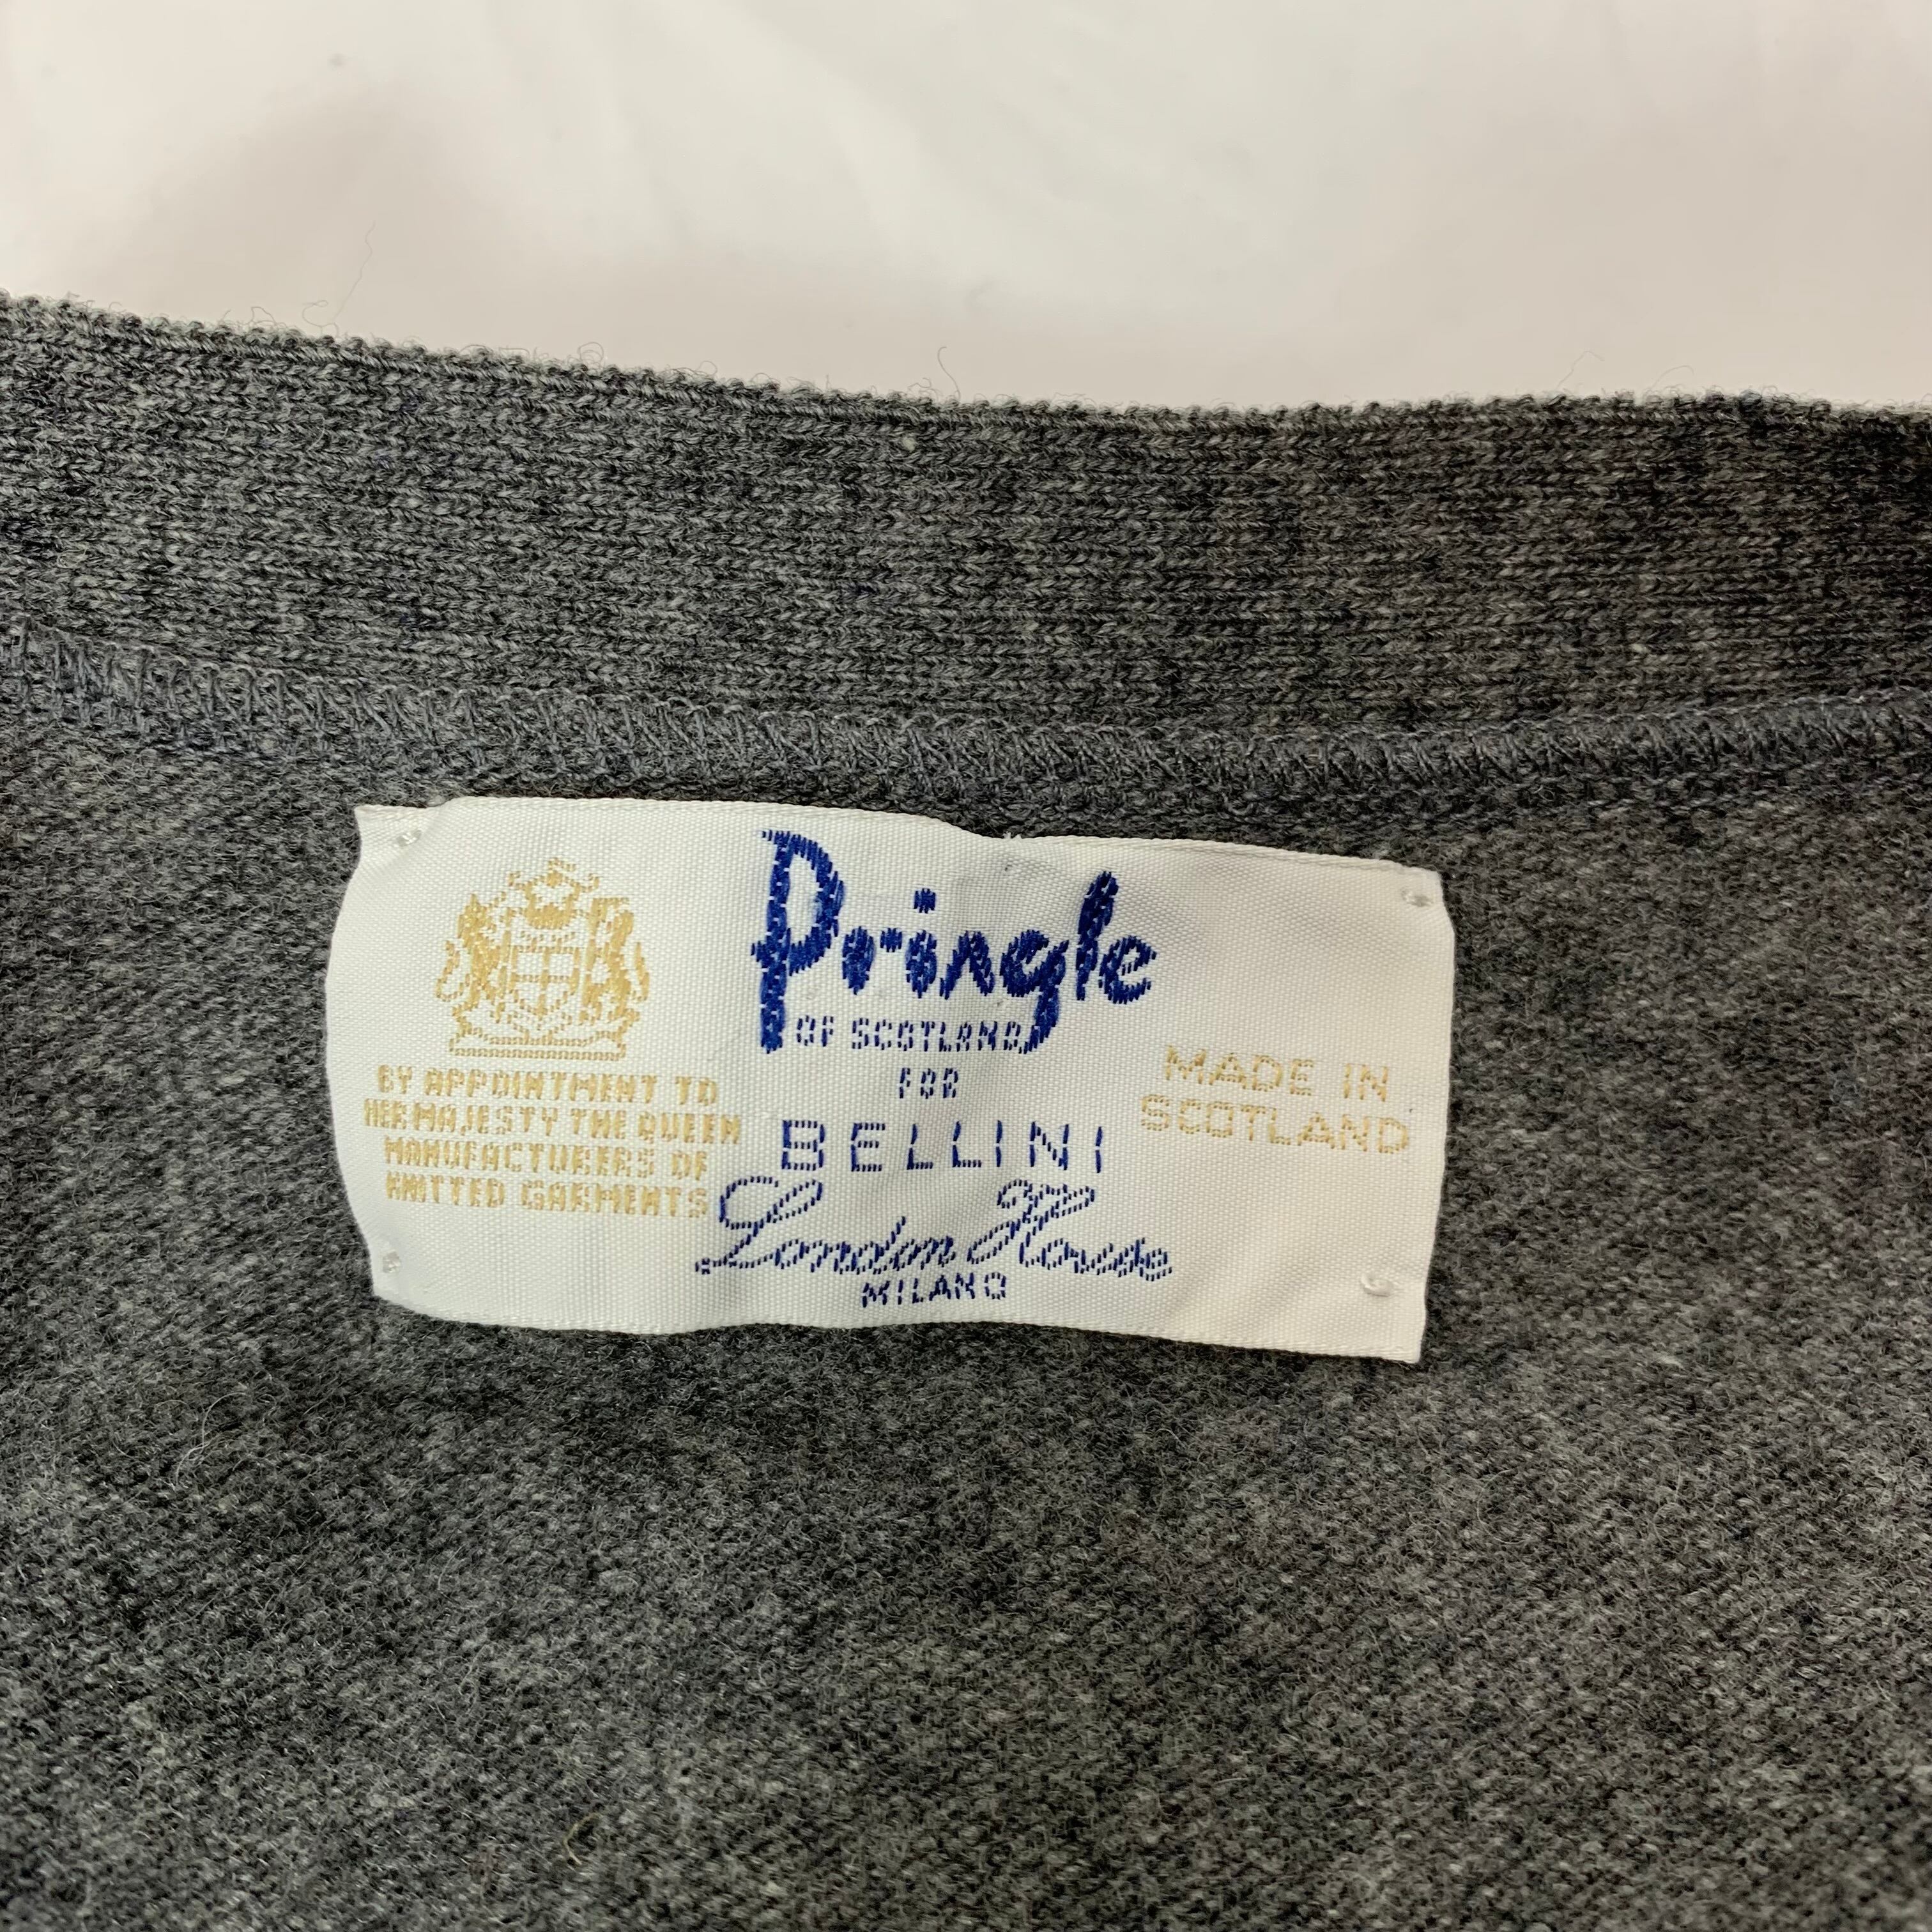 Pringle
OF SCOTLAND
FOR
BELLINI
London House
MILANO
BY APPOINTMENT TO
HER MAJESTY THE QUEEN
MANUFACTURERS OF
KNITTED GARMENTS
MADE IN
SCOTLAND